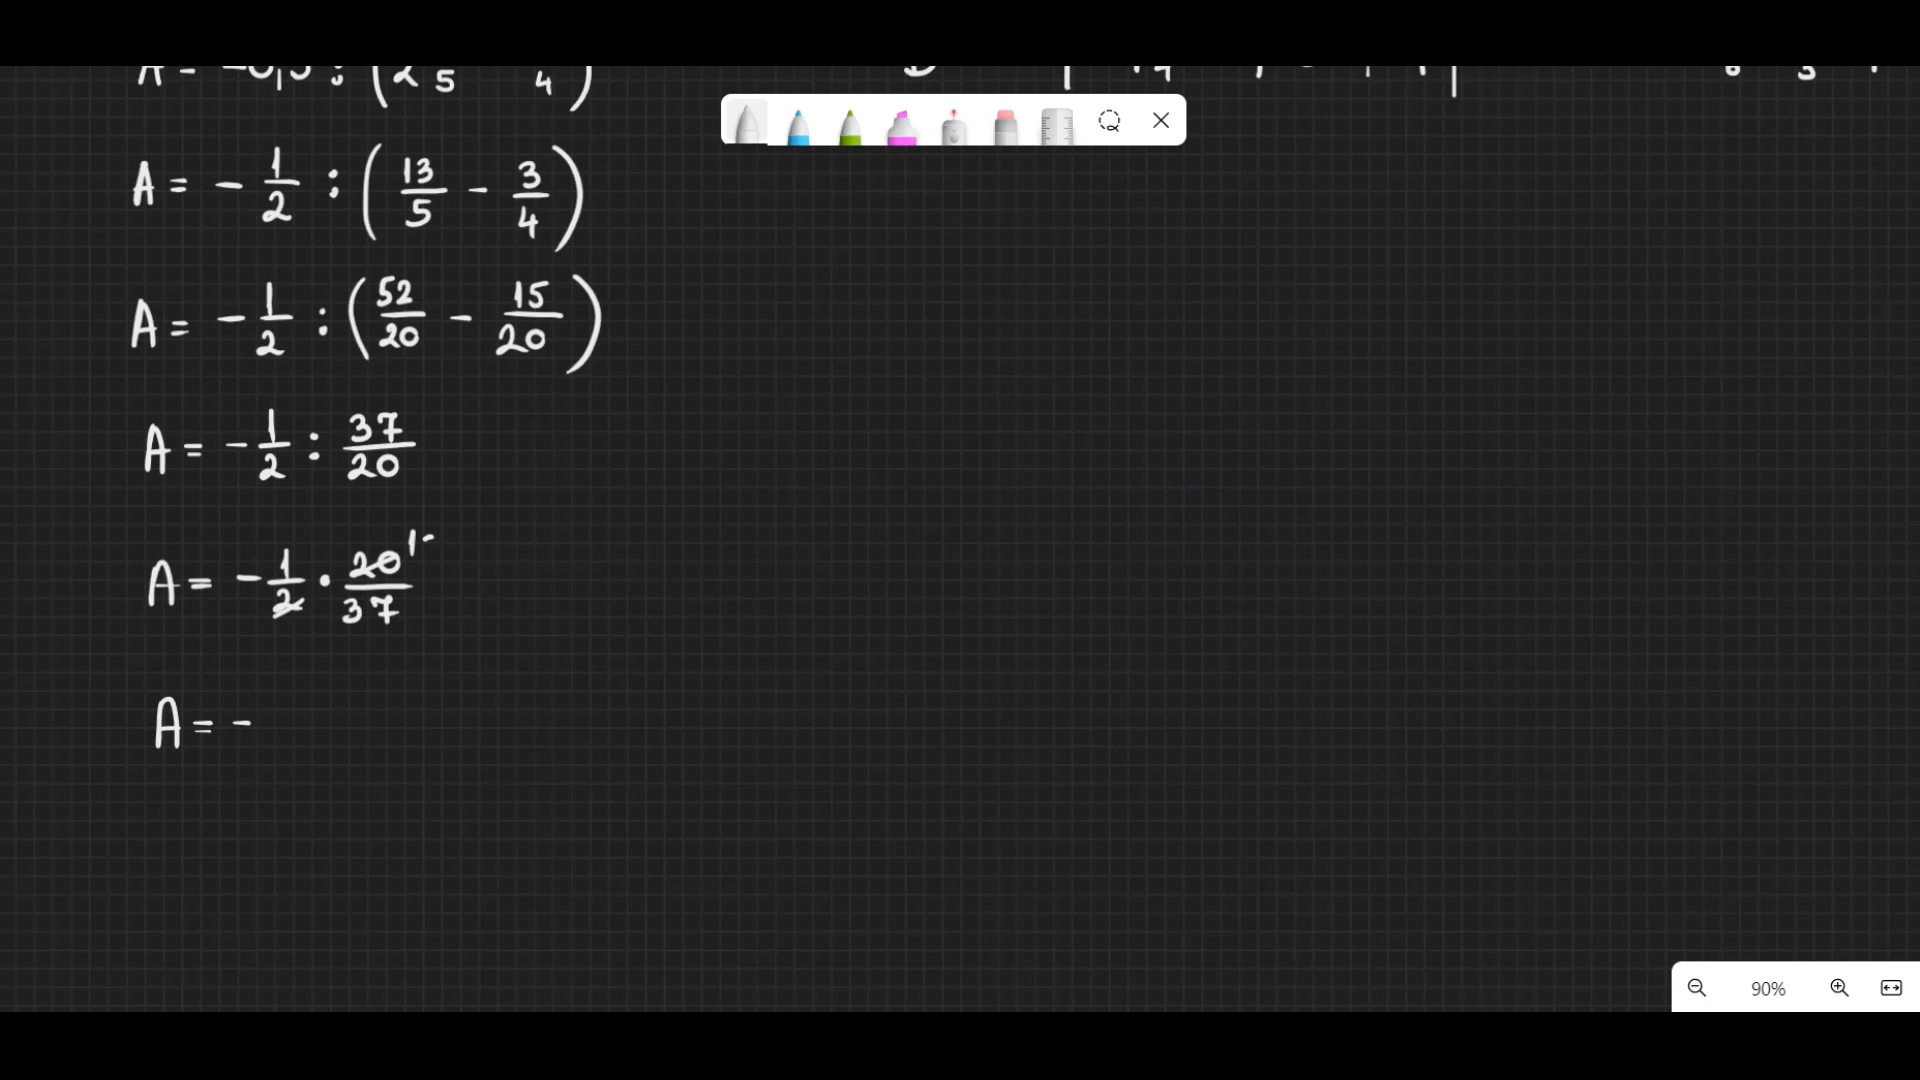 A = - 1/2 : (13/5 - 3/4)
A = - 1/2 : (52/20 - 15/20)
A = - 1/2 : 37/20
A = - 1/2 · 20/37
A = -
90%